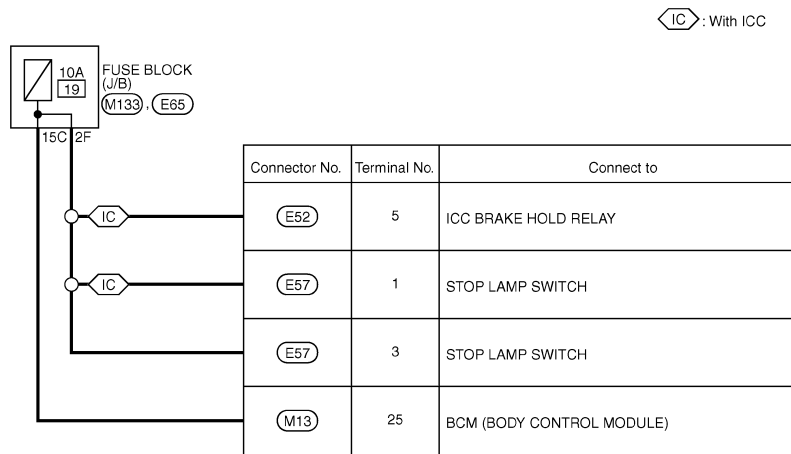 IC : With ICC
10A
19
FUSE BLOCK
(J/B)
M133 , E65
15C 2F
Connector No. Terminal No. Connect to
IC E52 5 ICC BRAKE HOLD RELAY
IC E57 1 STOP LAMP SWITCH
E57 3 STOP LAMP SWITCH
M13 25 BCM (BODY CONTROL MODULE)